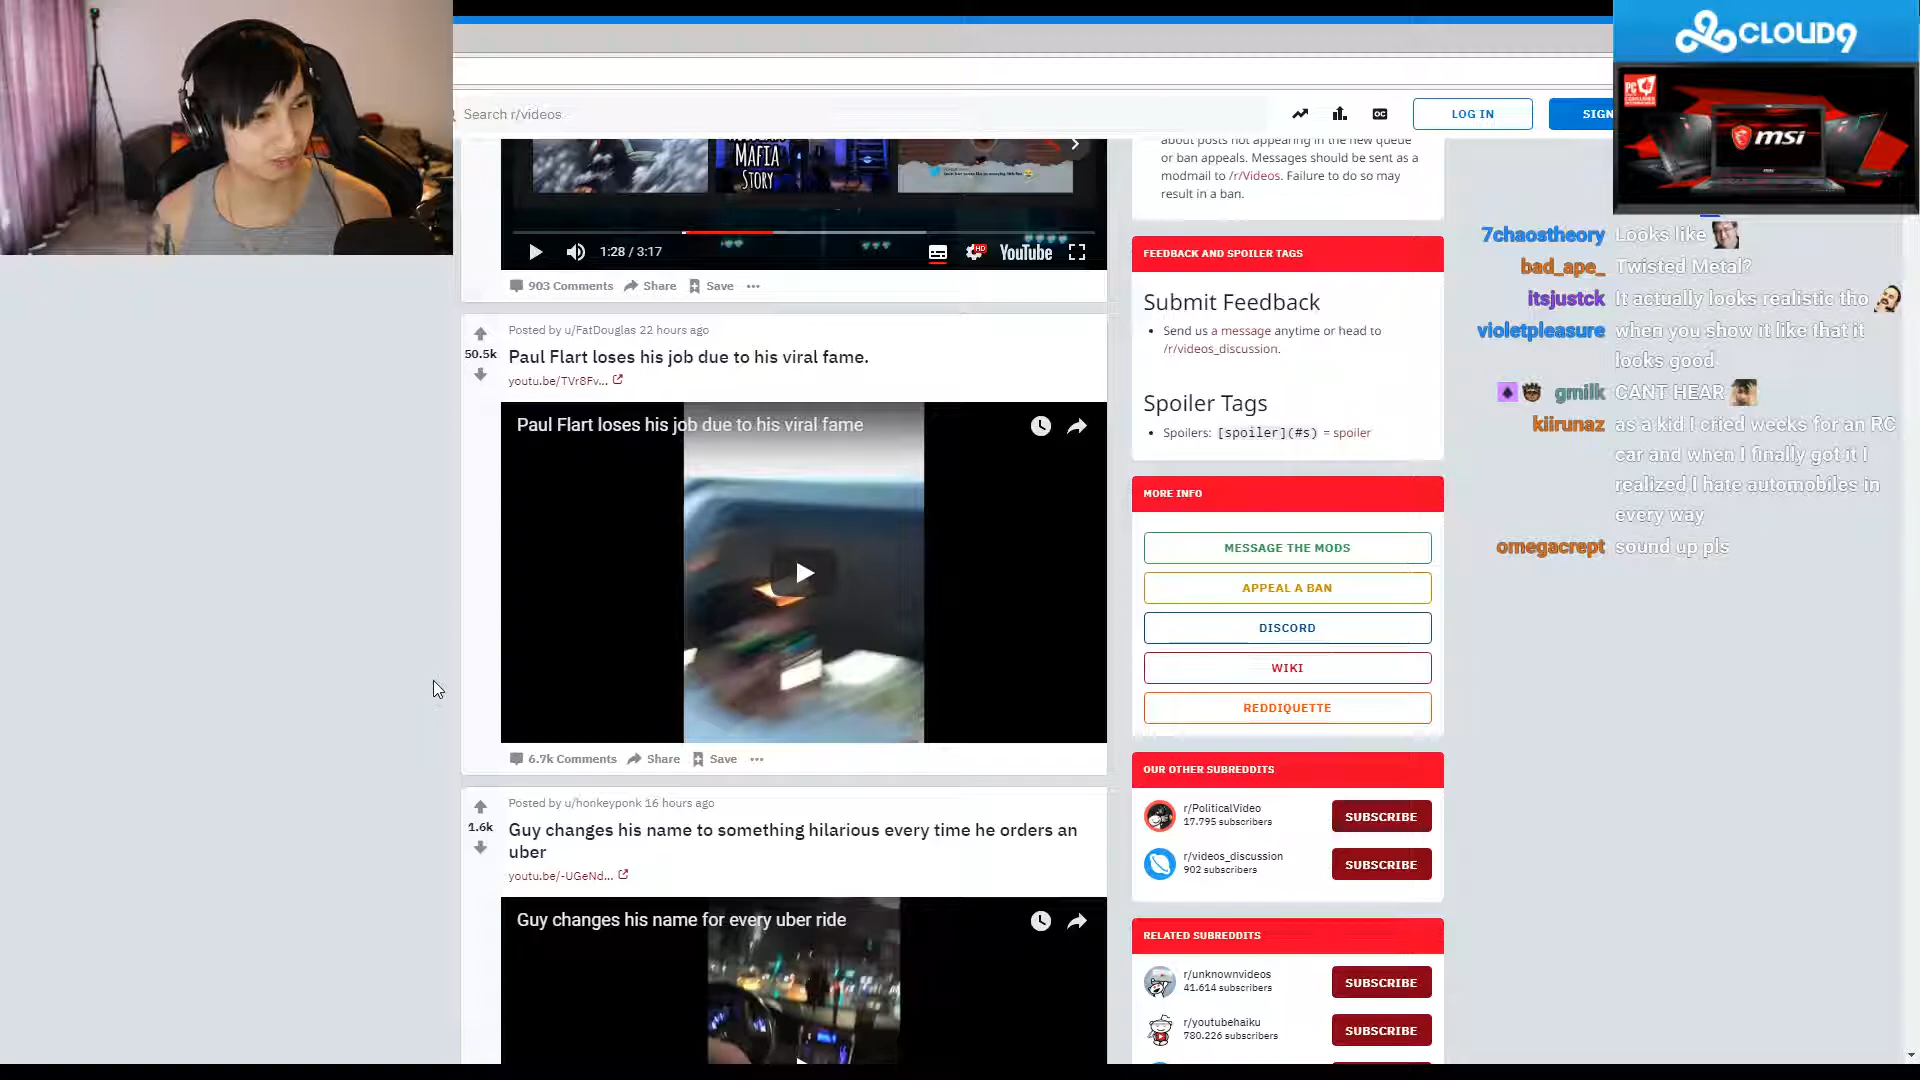 Search r/videos
LOG IN
SIGN
CLOUD9
msi
MAFIA
STORY
1:28 / 3:17
HD
YouTube
903 Comments
Share
Save
Posted by u/FatDouglas 22 hours ago
50.5k
Paul Flart loses his job due to his viral fame.
youtu.be/TVr8Fv...
Paul Flart loses his job due to his viral fame
6.7k Comments
Share
Save
Posted by u/honkeyponk 16 hours ago
1.6k
Guy changes his name to something hilarious every time he orders an
uber
youtu.be/-UGeNd...
Guy changes his name for every uber ride
about posts not appearing in the new queue
or ban appeals. Messages should be sent as a
modmail to /r/Videos. Failure to do so may
result in a ban.
FEEDBACK AND SPOILER TAGS
Submit Feedback
Send us a message anytime or head to
/r/videos_discussion.
Spoiler Tags
Spoilers: [spoiler](#s) = spoiler
MORE INFO
MESSAGE THE MODS
APPEAL A BAN
DISCORD
WIKI
REDDIQUETTE
OUR OTHER SUBREDDITS
r/PoliticalVideo
17.795 subscribers
SUBSCRIBE
r/videos_discussion
902 subscribers
SUBSCRIBE
RELATED SUBREDDITS
r/unknownvideos
41.614 subscribers
SUBSCRIBE
r/youtubehaiku
780.226 subscribers
SUBSCRIBE
7chaostheory Looks like
bad_ape_ Twisted Metal?
itsjustck It actually looks realistic tho
violetpleasure when you show it like that it
looks good
gmilk CANT HEAR
kiirunaz as a kid I cried weeks for an RC
car and when I finally got it I
realized I hate automobiles in
every way
omegacrept sound up pls